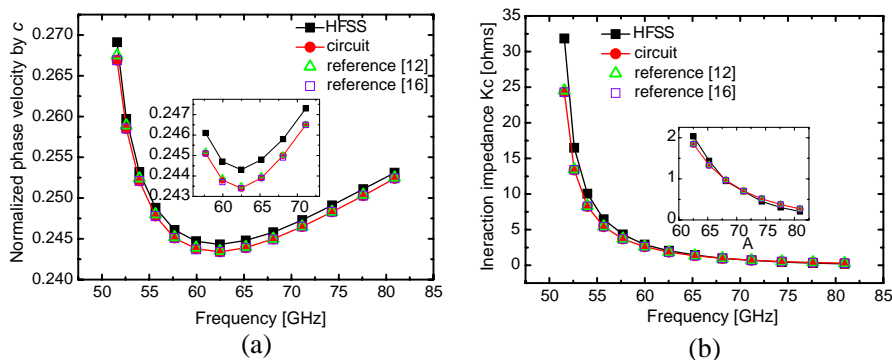 Normalized phase velocity by c
0.270
0.265
0.260
0.255
0.250
0.245
0.240
HFSS
circuit
reference [12]
reference [16]
0.247
0.246
0.245
0.244
0.243
60 65 70
50 55 60 65 70 75 80 85
Frequency [GHz]
(a)
Ineraction impedance Kc [ohms]
35
30
25
20
15
10
5
0
HFSS
circuit
reference [12]
reference [16]
2
1
0
60 65 70 75 80
A
50 55 60 65 70 75 80 85
Frequency [GHz]
(b)